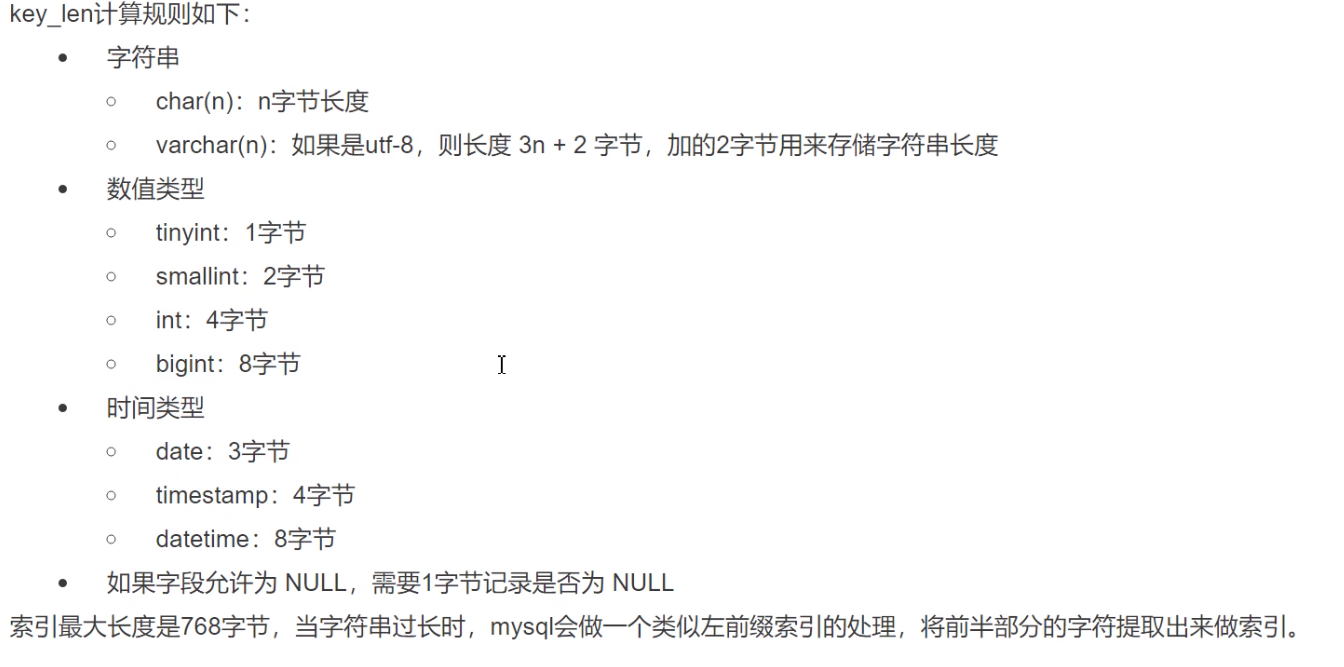 key_len计算规则如下：
• 字符串
○ char(n)：n字节长度
○ varchar(n)：如果是utf-8，则长度 3n + 2 字节，加的2字节用来存储字符串长度
• 数值类型
○ tinyint：1字节
○ smallint：2字节
○ int：4字节
○ bigint：8字节
• 时间类型
○ date：3字节
○ timestamp：4字节
○ datetime：8字节
• 如果字段允许为 NULL，需要1字节记录是否为 NULL
索引最大长度是768字节，当字符串过长时，mysql会做一个类似左前缀索引的处理，将前半部分的字符提取出来做索引。